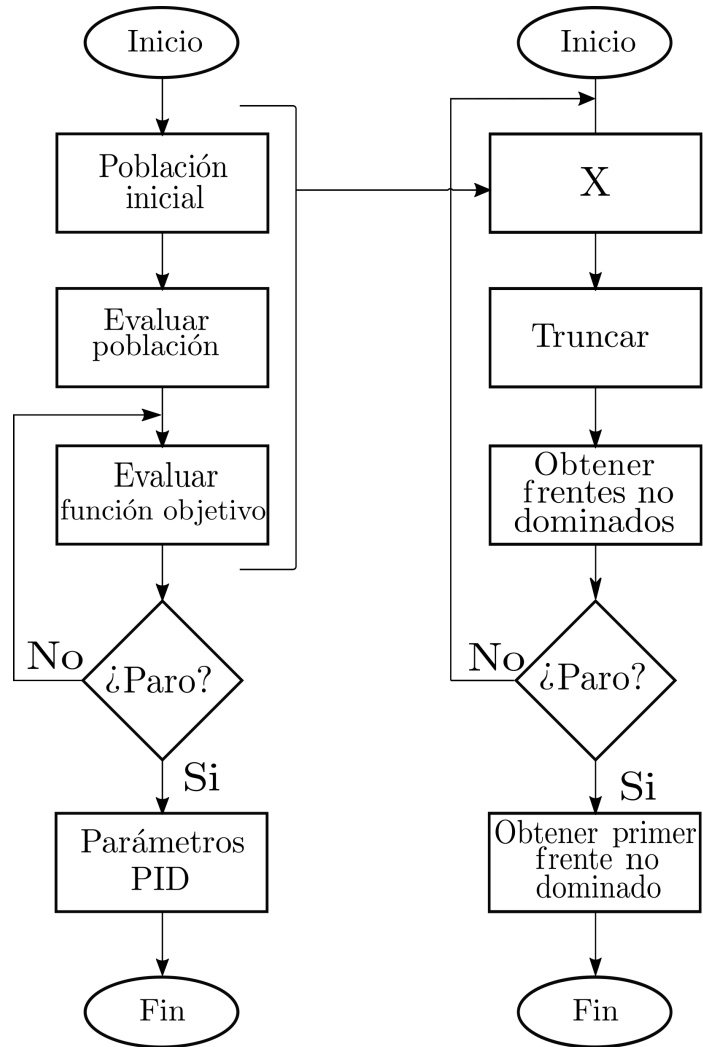 Inicio
Población
inicial
Evaluar
población
Evaluar
función objetivo
No
¿Paro?
Si
Parámetros
PID
Fin
Inicio
X
Truncar
Obtener
frentes no
dominados
No
¿Paro?
Si
Obtener primer
frente no
dominado
Fin